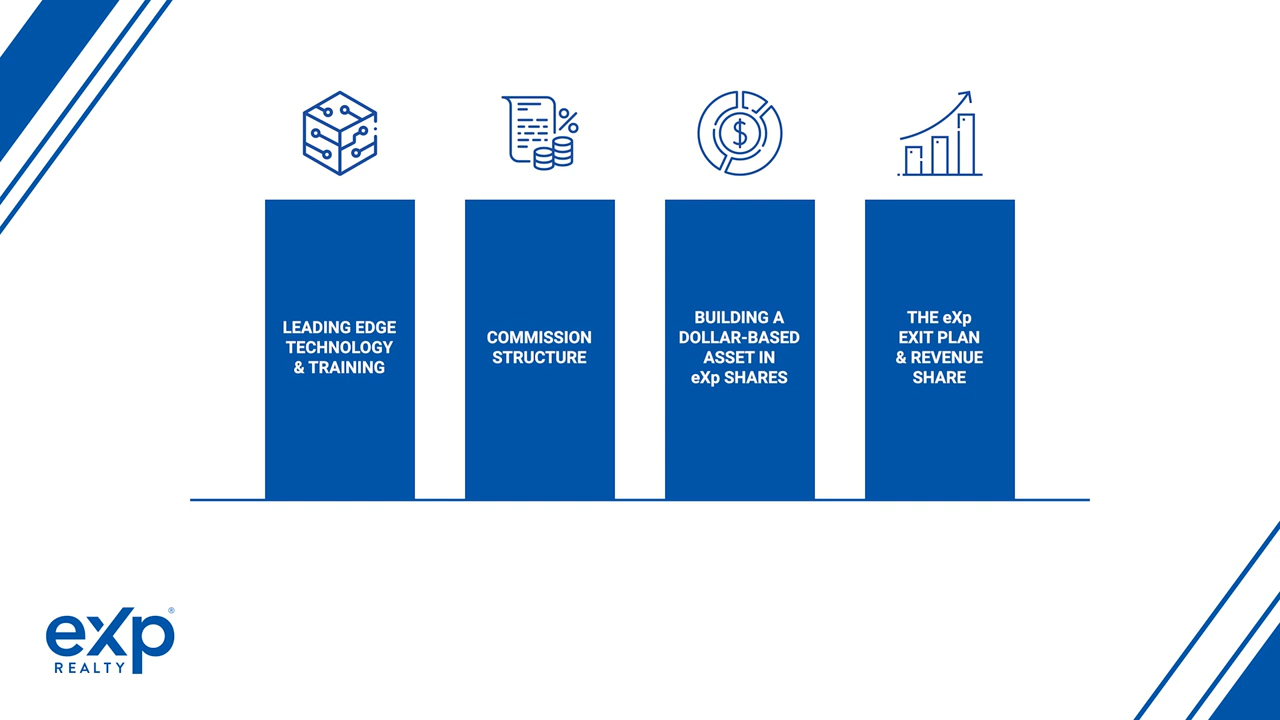 LEADING EDGE
TECHNOLOGY
& TRAINING
COMMISSION
STRUCTURE
BUILDING A
DOLLAR-BASED
ASSET IN
eXp SHARES
THE eXp
EXIT PLAN
& REVENUE
SHARE
eXp®
REALTY